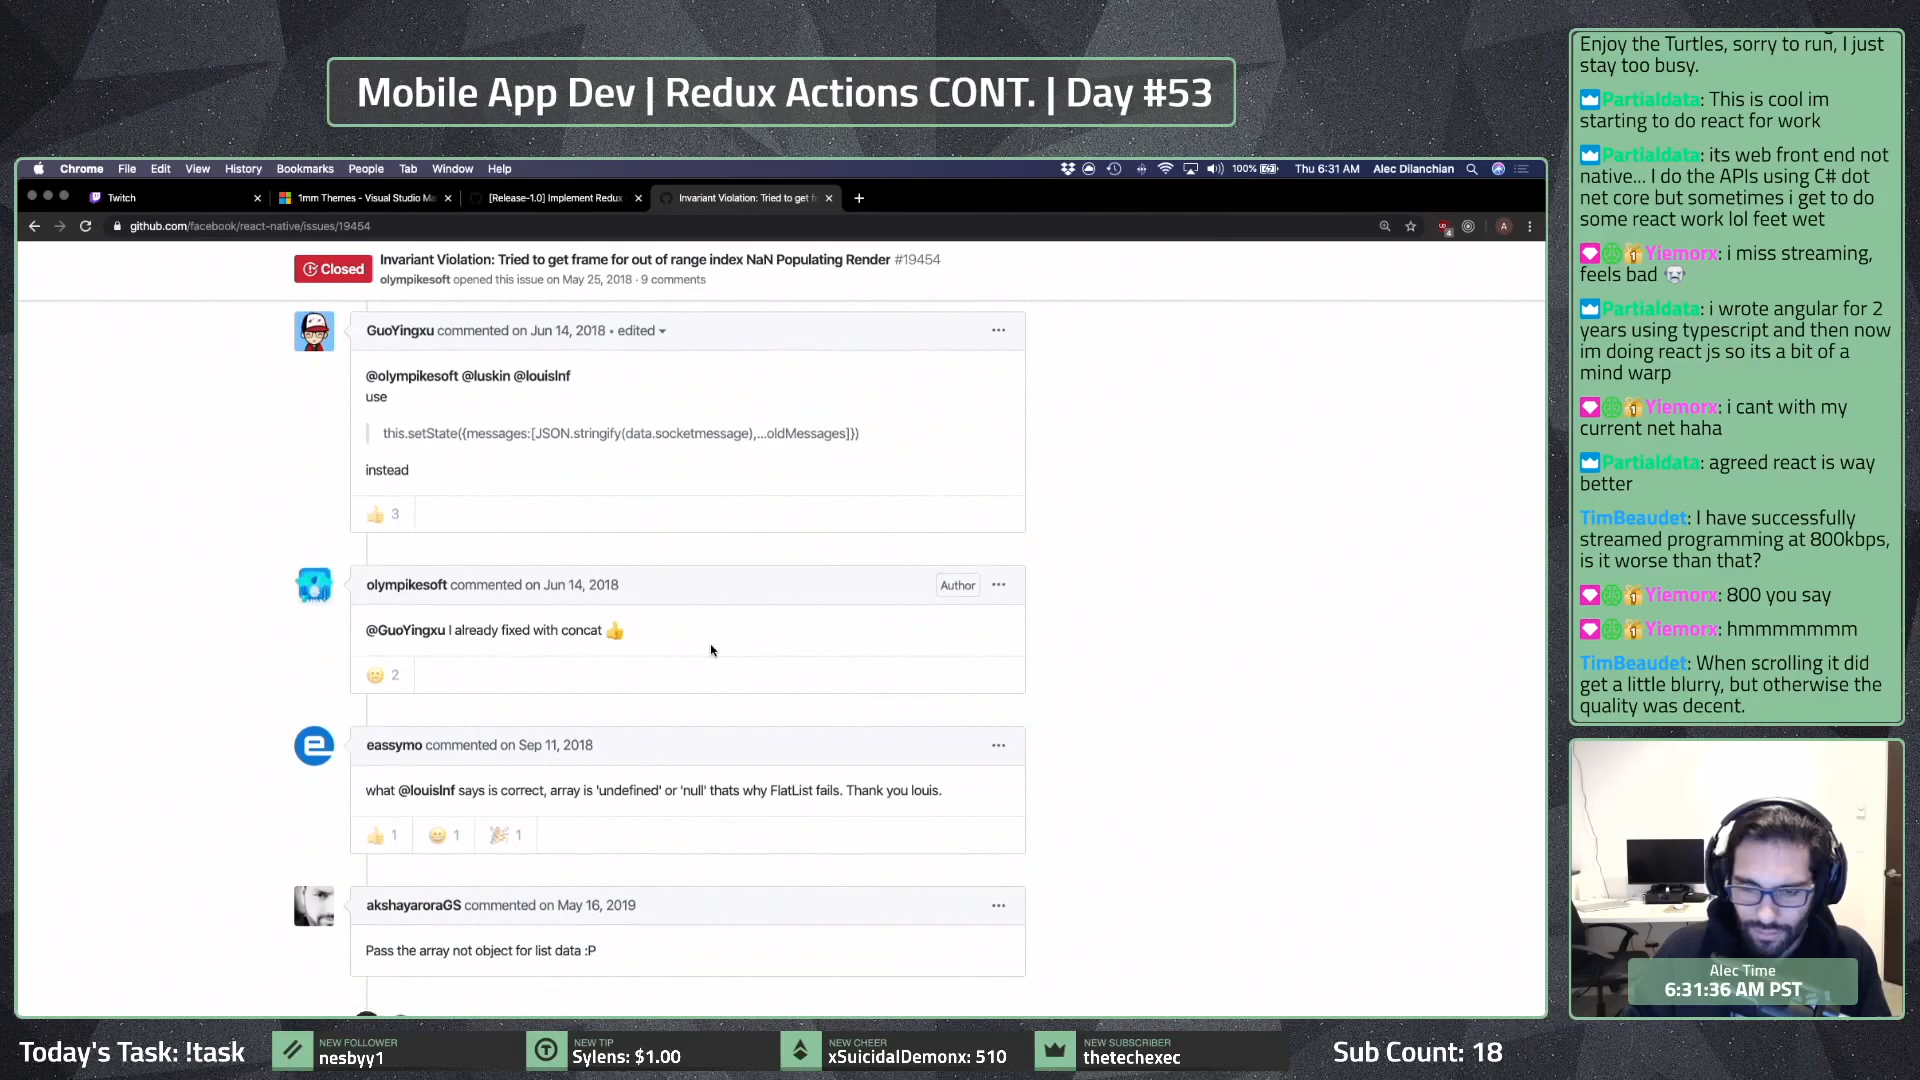 Mobile App Dev | Redux Actions CONT. | Day #53
Chrome File Edit View History Bookmarks People Tab Window Help
100% Thu 6:31 AM Alec Dilanchian
Twitch
1mm Themes - Visual Studio Ma
[Release-1.0] Implement Redux
Invariant Violation: Tried to get f
github.com/facebook/react-native/issues/19454
A
Closed
Invariant Violation: Tried to get frame for out of range index NaN Populating Render #19454
olympikesoft opened this issue on May 25, 2018 · 9 comments
GuoYingxu commented on Jun 14, 2018 • edited
@olympikesoft @luskin @louislnf
use
this.setState({messages:[JSON.stringify(data.socketmessage),...oldMessages]})
instead
👍 3
olympikesoft commented on Jun 14, 2018
Author
@GuoYingxu I already fixed with concat 👍
😕 2
eassymo commented on Sep 11, 2018
what @louislnf says is correct, array is 'undefined' or 'null' thats why FlatList fails. Thank you louis.
👍 1 😄 1 🎉 1
akshayaroraGS commented on May 16, 2019
Pass the array not object for list data :P
Enjoy the Turtles, sorry to run, I just
stay too busy.
Partialdata: This is cool im
starting to do react for work
Partialdata: its web front end not
native... I do the APIs using C# dot
net core but sometimes i get to do
some react work lol feet wet
Yiemorx: i miss streaming,
feels bad
Partialdata: i wrote angular for 2
years using typescript and then now
im doing react js so its a bit of a
mind warp
Yiemorx: i cant with my
current net haha
Partialdata: agreed react is way
better
TimBeaudet: I have successfully
streamed programming at 800kbps,
is it worse than that?
Yiemorx: 800 you say
Yiemorx: hmmmmmmm
TimBeaudet: When scrolling it did
get a little blurry, but otherwise the
quality was decent.
Alec Time
6:31:36 AM PST
Today's Task: !task
NEW FOLLOWER
nesbyy1
NEW TIP
Sylens: $1.00
NEW CHEER
xSuicidalDemonx: 510
NEW SUBSCRIBER
thetechexec
Sub Count: 18